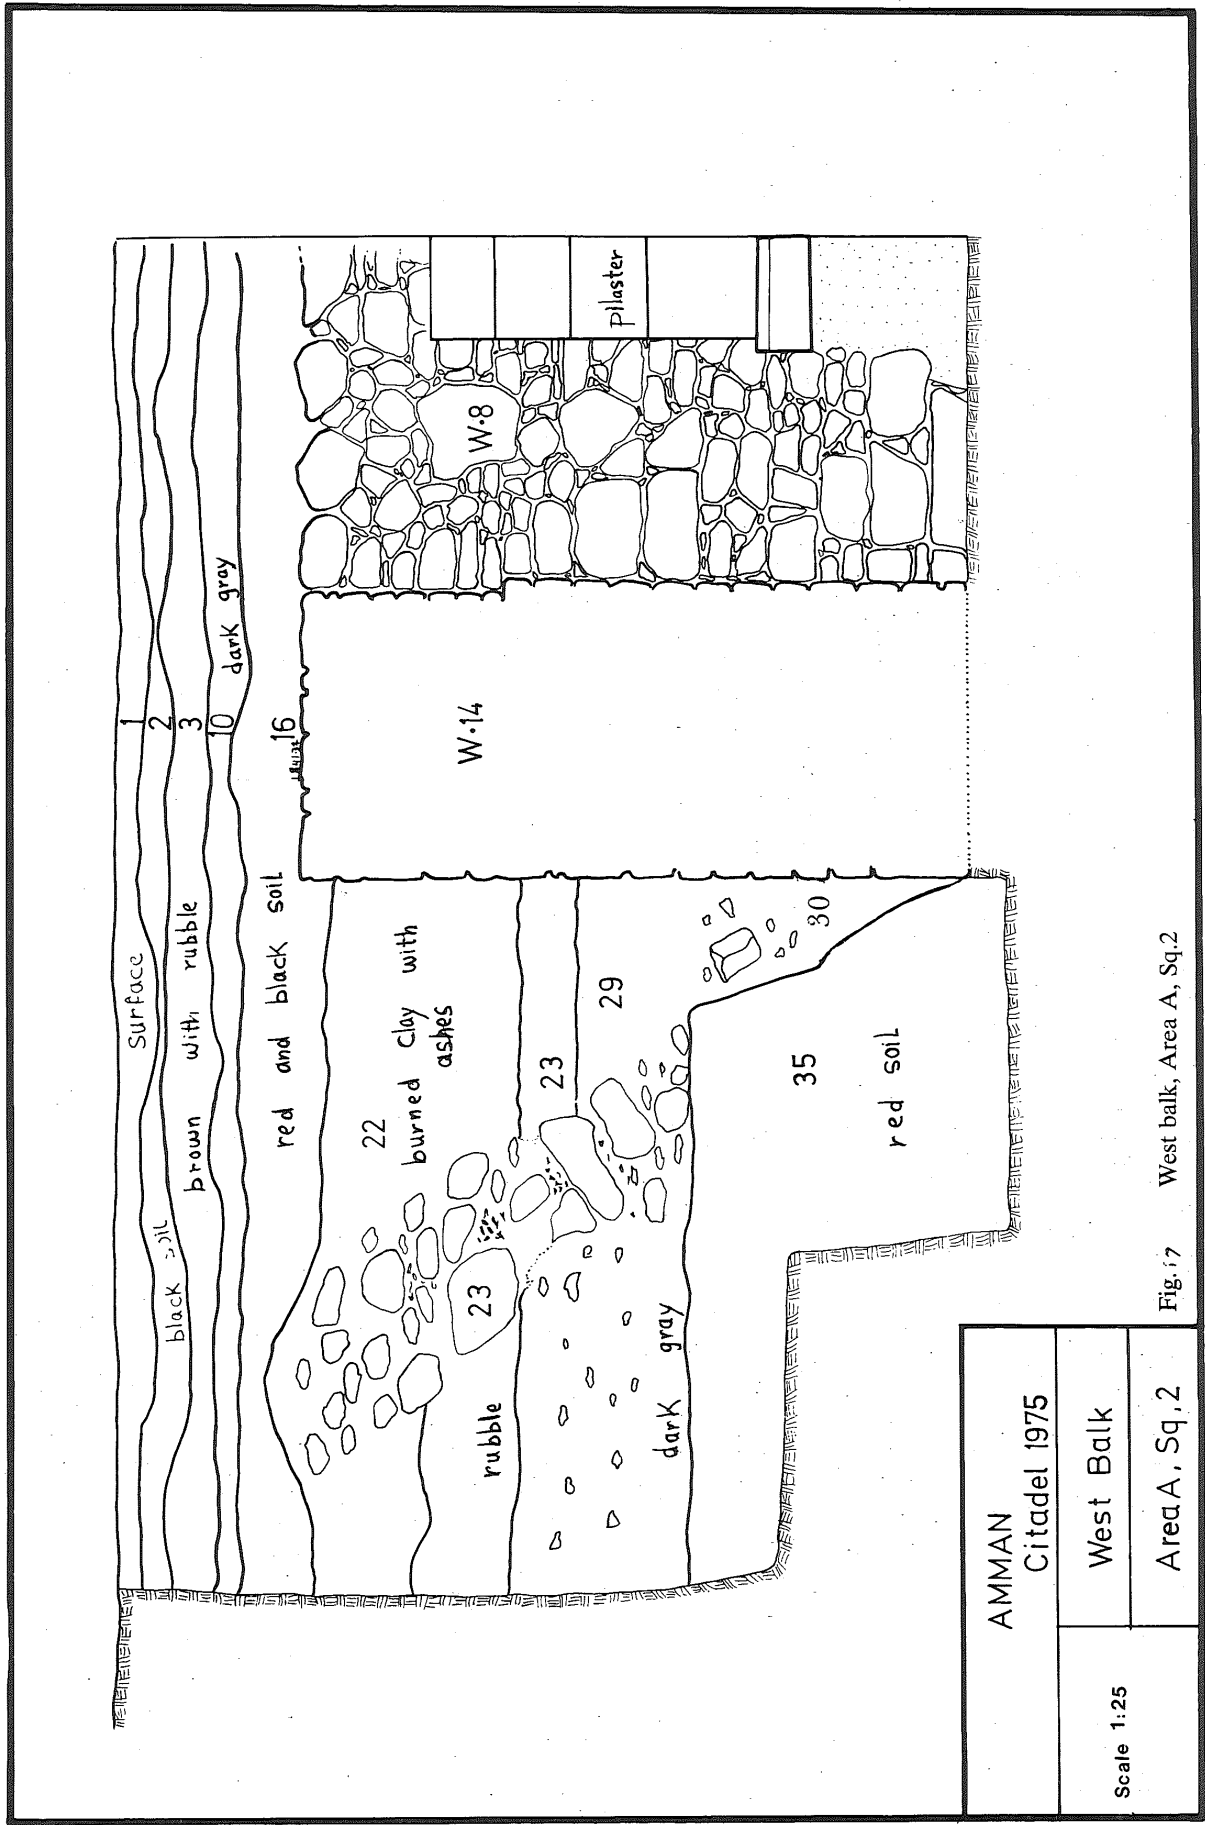 1
Surface
2
black soil
3
brown with rubble
10
dark gray
16
red and black soil
22
burned clay with
ashes
W.14
W.8
pilaster
23
rubble
23
29
30
dark gray
35
red soil
AMMAN
Citadel 1975
Scale 1:25
West Balk
Area A, Sq.2
Fig. 17 West balk, Area A, Sq.2